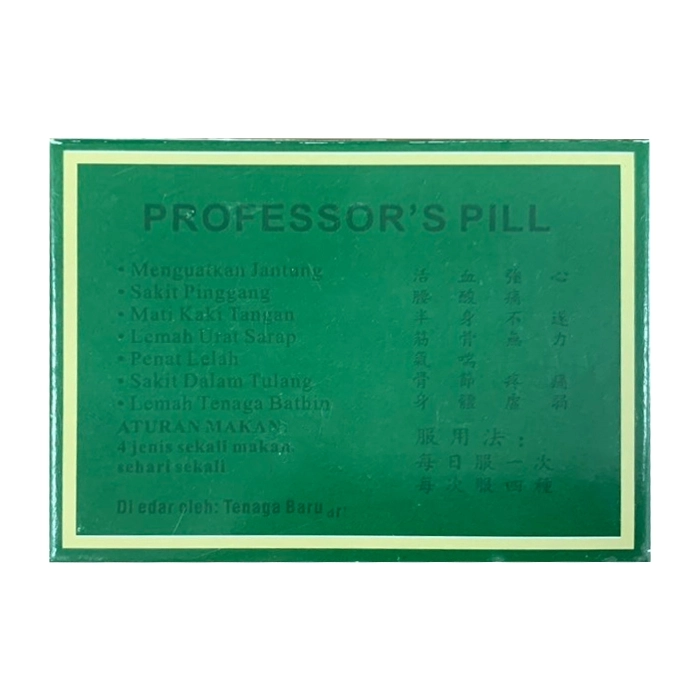 PROFESSOR'S PILL
• Menguatkan Jantung
• Sakit Pinggang
• Mati Kaki Tangan
• Lemah Urat Sarap
• Penat Lelah
• Sakit Dalam Tulang
• Lemah Tenaga Bathin
ATURAN MAKAN:
4 jenis sekali makan
sehari sekali
Di edar oleh: Tenaga Baru
活血強心
腰酸痛
半身不遂
筋骨無力
氣喘
骨節疼痛
身體虛弱
服用法:
每日服一次
每次服四種